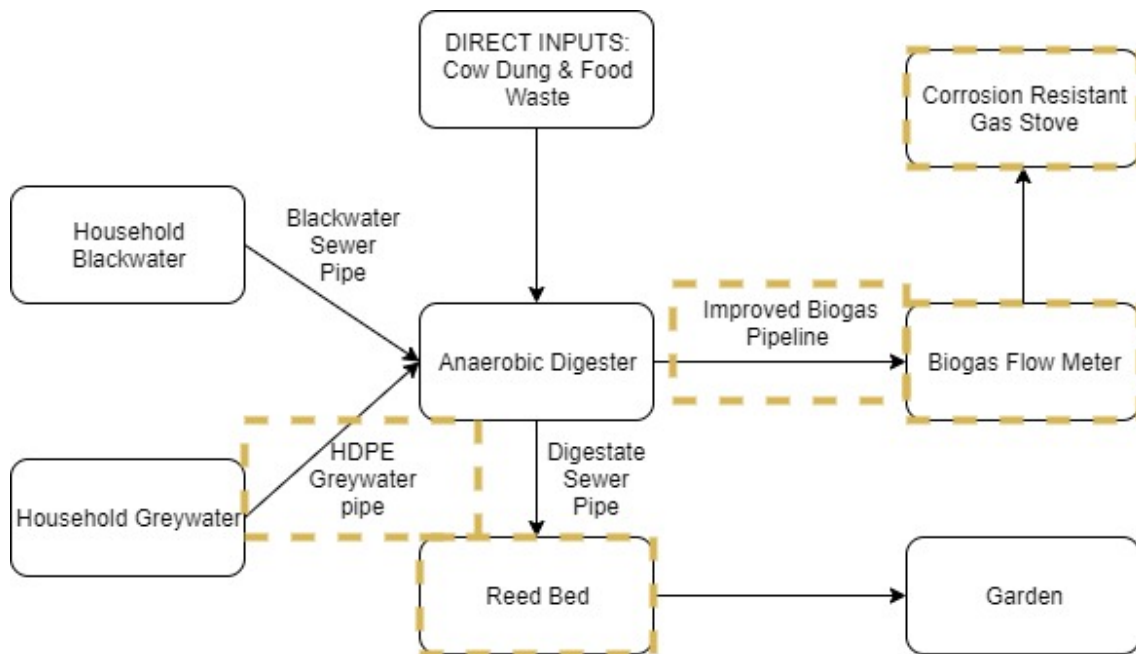 DIRECT INPUTS:
Cow Dung & Food
Waste
Corrosion Resistant
Gas Stove
Household
Blackwater
Blackwater
Sewer
Pipe
Improved Biogas
Pipeline
Anaerobic Digester
Biogas Flow Meter
HDPE
Greywater
pipe
Digestate
Sewer
Pipe
Household Greywater
Reed Bed
Garden